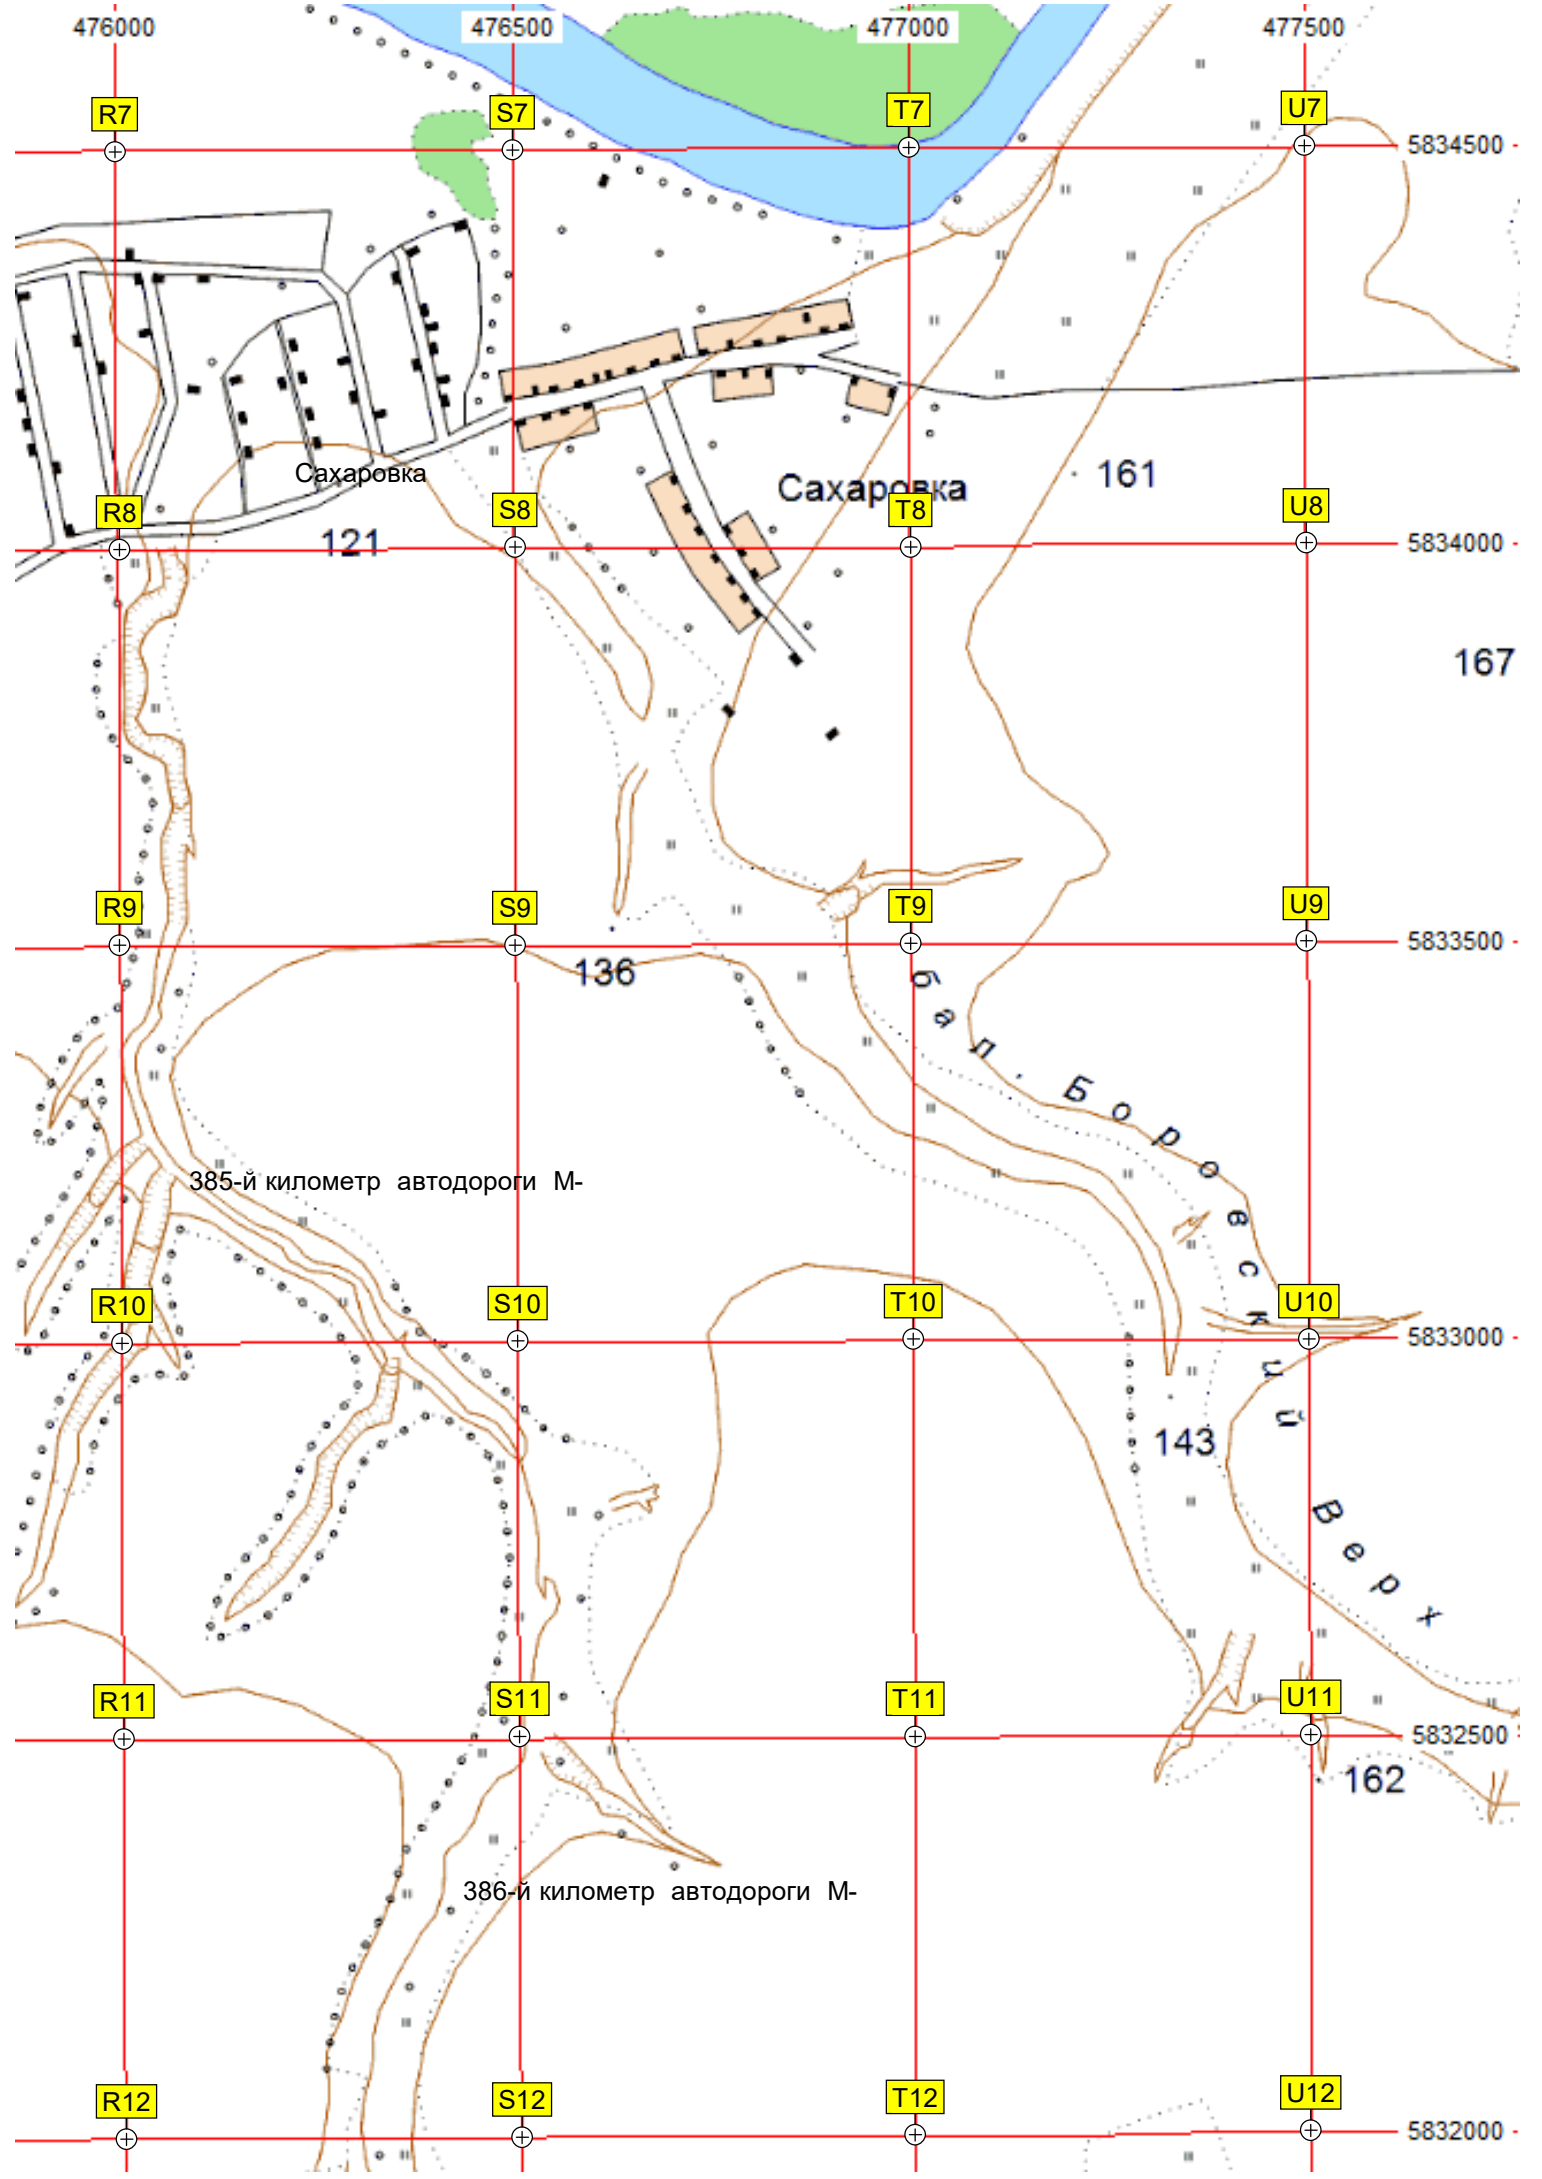 476000 476500 477000 477500
R7 S7 T7 U7
5834500
Сахаровка
Сахаровка
161
R8 S8 T8 U8
121
5834000
167
R9 S9 T9 U9
5833500
136
бал. Боровский Верх
385-й километр автодороги М-
R10 S10 T10 U10
5833000
143
R11 S11 T11 U11
5832500
162
386-й километр автодороги М-
R12 S12 T12 U12
5832000